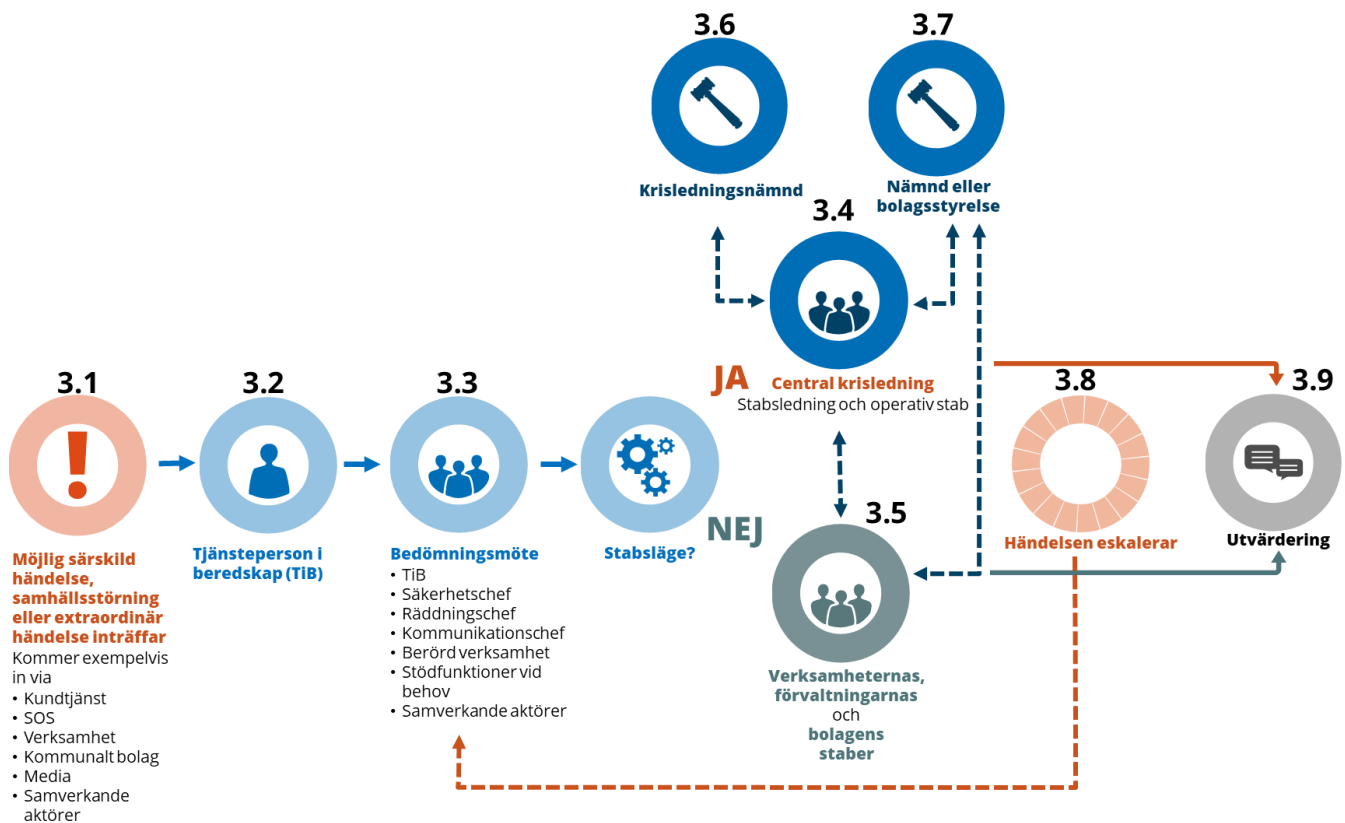 3.6
Krisledningsnämnd
3.7
Nämnd eller
bolagsstyrelse
3.4
JA
Central krisledning
Stabsledning och operativ stab
3.1
Möjlig särskild
händelse,
samhällsstörning
eller extraordinär
händelse inträffar
Kommer exempelvis
in via
• Kundtjänst
• SOS
• Verksamhet
• Kommunalt bolag
• Media
• Samverkande
aktörer
3.2
Tjänsteperson i
beredskap (TiB)
3.3
Bedömningsmöte
• TiB
• Säkerhetschef
• Räddningschef
• Kommunikationschef
• Berörd verksamhet
• Stödfunktioner vid
behov
• Samverkande aktörer
Stabsläge?
NEJ
3.5
Verksamheternas,
förvaltningarnas
och
bolagens
staber
3.8
Händelsen eskalerar
3.9
Utvärdering